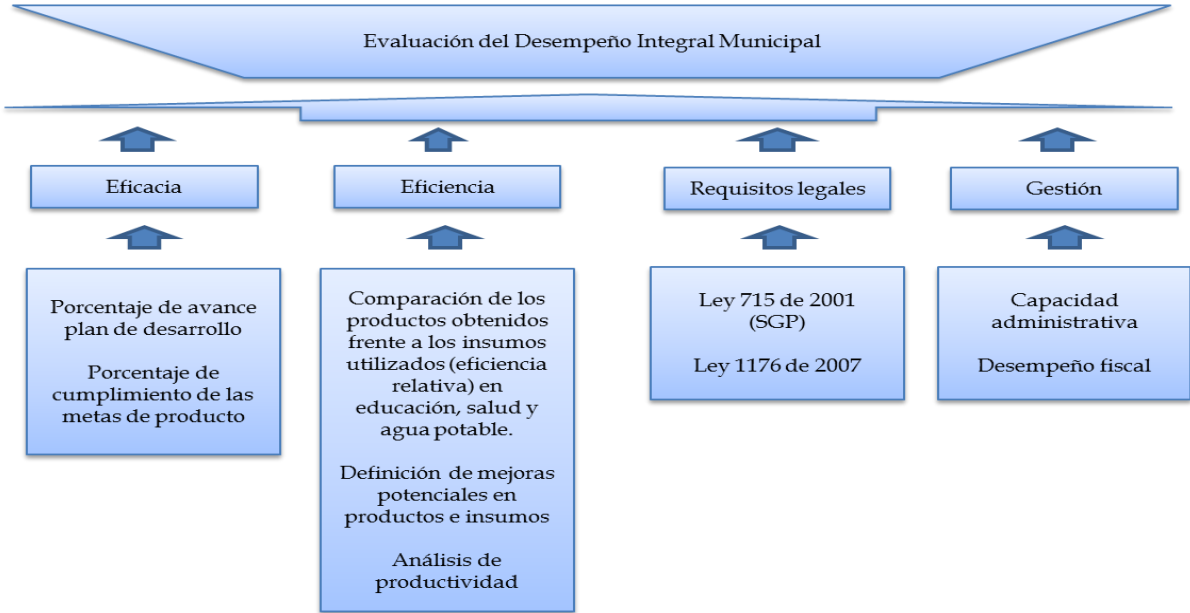 Evaluación del Desempeño Integral Municipal
Eficacia
Eficiencia
Requisitos legales
Gestión
Porcentaje de avance
plan de desarrollo
Porcentaje de
cumplimiento de las
metas de producto
Comparación de los
productos obtenidos
frente a los insumos
utilizados (eficiencia
relativa) en
educación, salud y
agua potable.
Definición de mejoras
potenciales en
productos e insumos
Análisis de
productividad
Ley 715 de 2001
(SGP)
Ley 1176 de 2007
Capacidad
administrativa
Desempeño fiscal